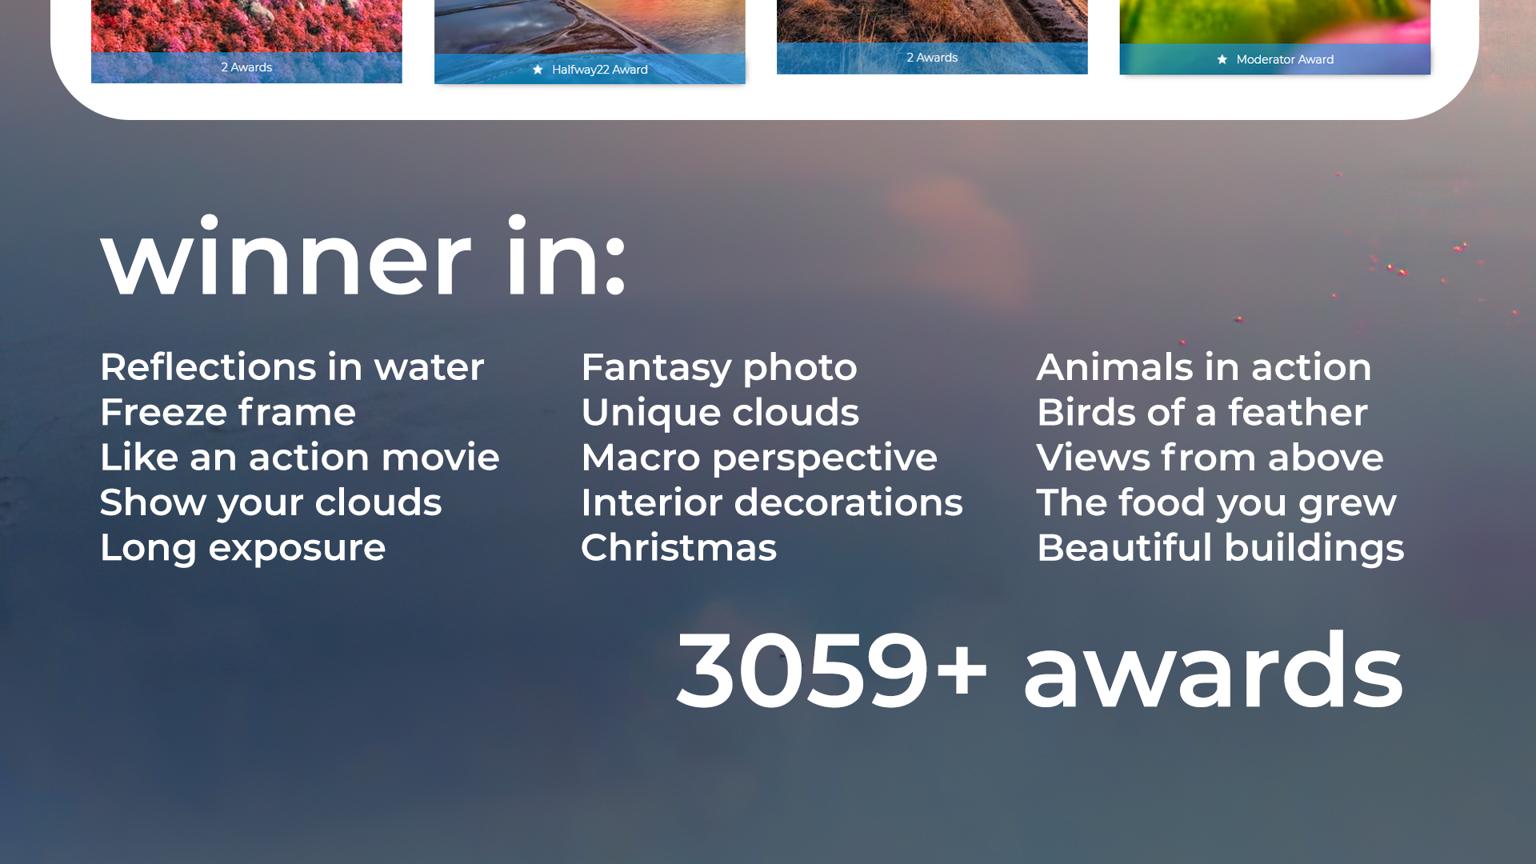 2 Awards
Halfway22 Award
2 Awards
Moderator Award
winner in:
Reflections in water
Freeze frame
Like an action movie
Show your clouds
Long exposure
Fantasy photo
Unique clouds
Macro perspective
Interior decorations
Christmas
Animals in action
Birds of a feather
Views from above
The food you grew
Beautiful buildings
3059+ awards